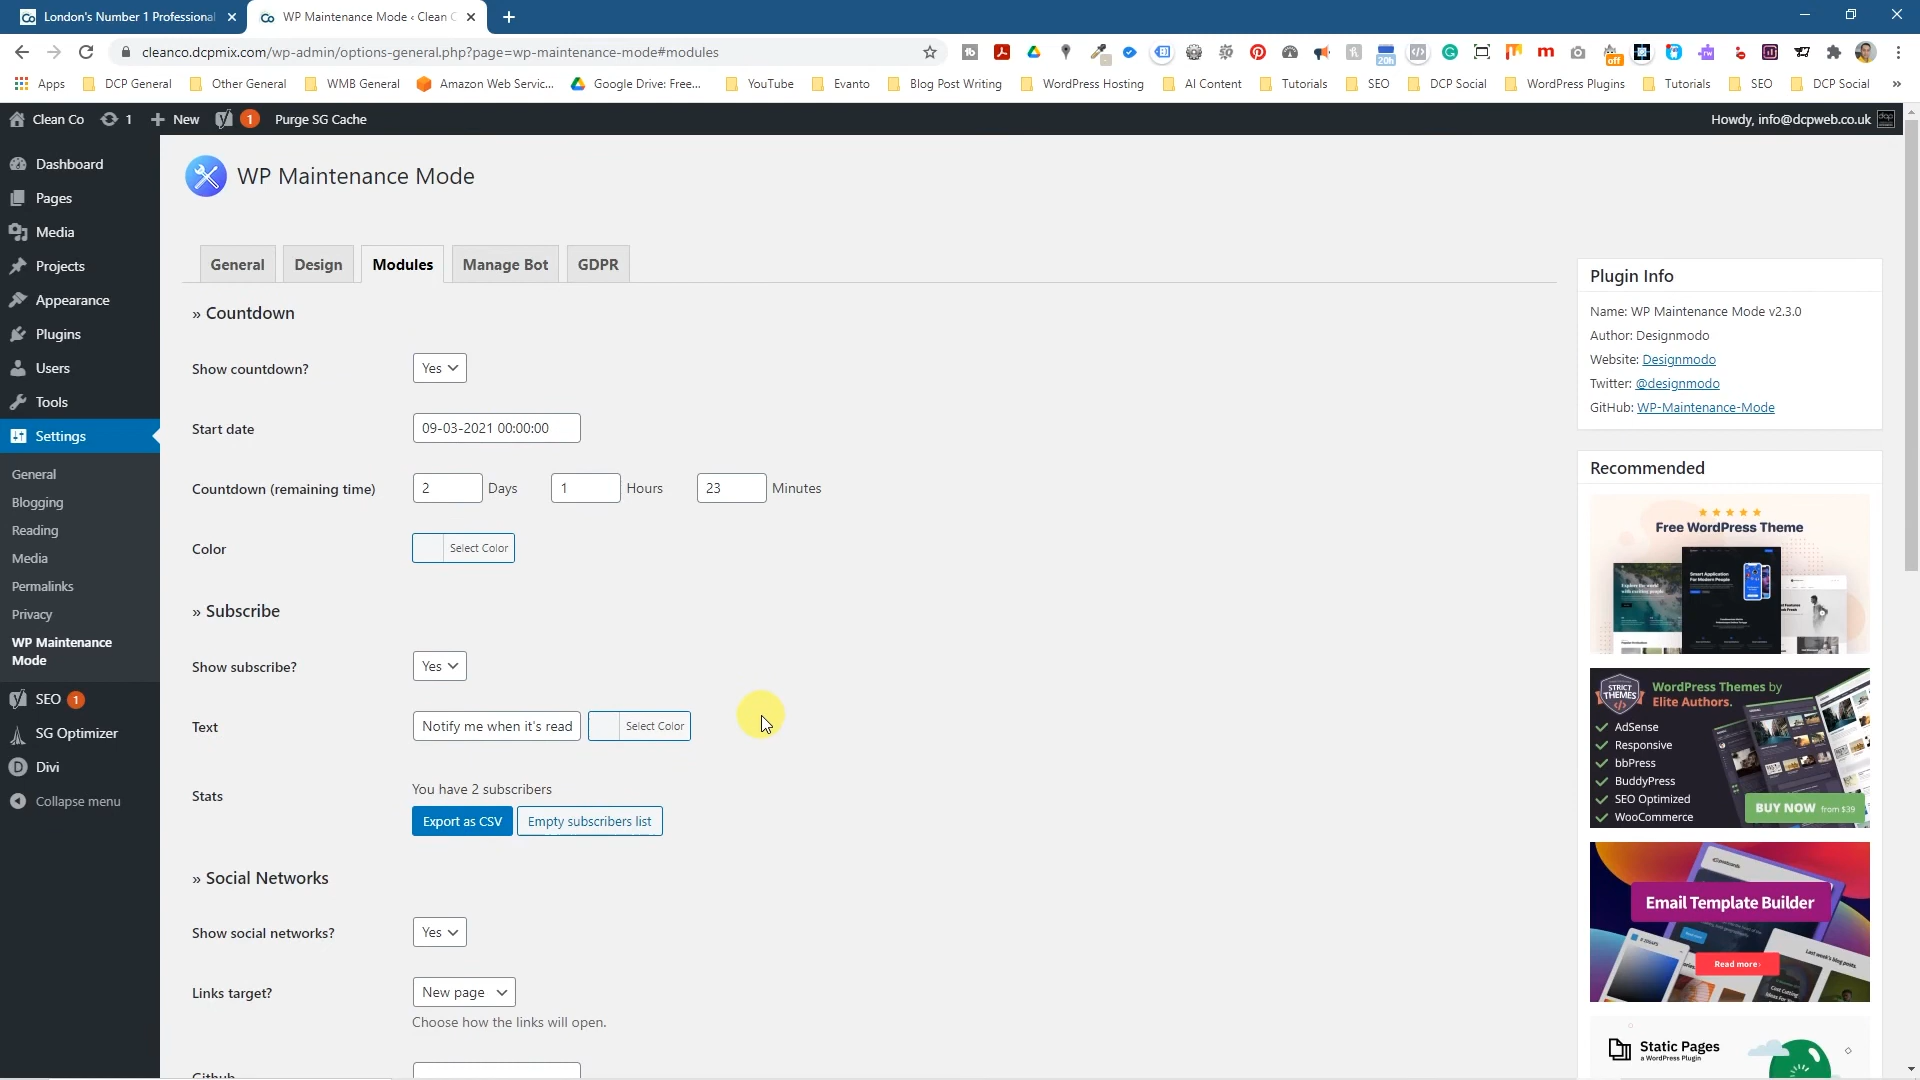 London's Number 1 Professional
WP Maintenance Mode ‹ Clean C
cleanco.dcpmix.com/wp-admin/options-general.php?page=wp-maintenance-mode#modules
Apps
DCP General
Other General
WMB General
Amazon Web Servic...
Google Drive: Free...
YouTube
Evanto
Blog Post Writing
WordPress Hosting
AI Content
Tutorials
SEO
DCP Social
WordPress Plugins
Tutorials
SEO
DCP Social
20h
off
Clean Co
1
New
1
Purge SG Cache
Howdy, info@dcpweb.co.uk
Dashboard
Pages
Media
Projects
Appearance
Plugins
Users
Tools
Settings
General
Blogging
Reading
Media
Permalinks
Privacy
WP Maintenance
Mode
SEO 1
SG Optimizer
Divi
Collapse menu
WP Maintenance Mode
General
Design
Modules
Manage Bot
GDPR
» Countdown
Show countdown?
Yes
Start date
09-03-2021 00:00:00
Countdown (remaining time)
2 Days
1 Hours
23 Minutes
Color
Select Color
» Subscribe
Show subscribe?
Yes
Text
Notify me when it's read
Select Color
Stats
You have 2 subscribers
Export as CSV
Empty subscribers list
» Social Networks
Show social networks?
Yes
Links target?
New page
Choose how the links will open.
Github
Plugin Info
Name: WP Maintenance Mode v2.3.0
Author: Designmodo
Website: Designmodo
Twitter: @designmodo
GitHub: WP-Maintenance-Mode
Recommended
Free WordPress Theme
Smart Application
For Modern People
STRICT
THEMES
WordPress Themes by
Elite Authors.
AdSense
Responsive
bbPress
BuddyPress
SEO Optimized
WooCommerce
BUY NOW from $39
Email Template Builder
Read more ›
Static Pages
a WordPress Plugin